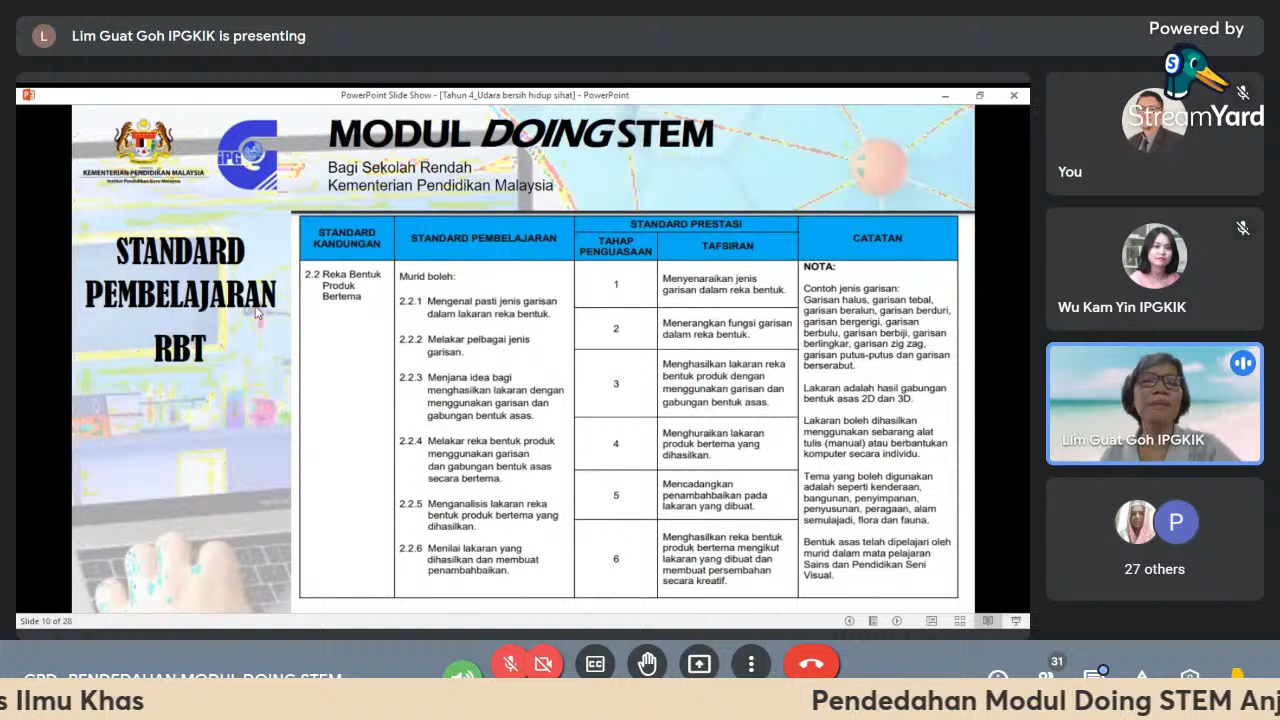 L Lim Guat Goh IPGKIK is presenting
Powered by
StreamYard
PowerPoint Slide Show - [Tahun 4_Udara bersih hidup sihat] - PowerPoint
KEMENTERIAN PENDIDIKAN MALAYSIA
Institut Pendidikan Guru Malaysia
iPG
MODUL DOING STEM
Bagi Sekolah Rendah
Kementerian Pendidikan Malaysia
STANDARD
PEMBELAJARAN
RBT
STANDARD
KANDUNGAN
STANDARD PEMBELAJARAN
STANDARD PRESTASI
TAHAP
PENGUASAAN
TAFSIRAN
CATATAN
2.2 Reka Bentuk
Produk
Bertema
Murid boleh:
2.2.1 Mengenal pasti jenis garisan
dalam lakaran reka bentuk.
2.2.2 Melakar pelbagai jenis
garisan.
2.2.3 Menjana idea bagi
menghasilkan lakaran dengan
menggunakan garisan dan
gabungan bentuk asas.
2.2.4 Melakar reka bentuk produk
menggunakan garisan
dan gabungan bentuk asas
secara bertema.
2.2.5 Menganalisis lakaran reka
bentuk produk bertema yang
dihasilkan.
2.2.6 Menilai lakaran yang
dihasilkan dan membuat
penambahbaikan.
1
Menyenaraikan jenis
garisan dalam reka bentuk.
2
Menerangkan fungsi garisan
dalam reka bentuk.
3
Menghasilkan lakaran reka
bentuk produk dengan
menggunakan garisan dan
gabungan bentuk asas.
4
Menghuraikan lakaran
produk bertema yang
dihasilkan.
5
Mencadangkan
penambahbaikan pada
lakaran yang dibuat.
6
Menghasilkan reka bentuk
produk bertema mengikut
lakaran yang dibuat dan
membuat persembahan
secara kreatif.
NOTA:
Contoh jenis garisan:
Garisan halus, garisan tebal,
garisan beralun, garisan berduri,
garisan bergerigi, garisan
berbulu, garisan berbiji, garisan
berlingkar, garisan zig zag,
garisan putus-putus dan garisan
berserabut.
Lakaran adalah hasil gabungan
bentuk asas 2D dan 3D.
Lakaran boleh dihasilkan
menggunakan sebarang alat
tulis (manual) atau berbantukan
komputer secara individu.
Tema yang boleh digunakan
adalah seperti kenderaan,
bangunan, penyimpanan,
penyusunan, peragaan, alam
semulajadi, flora dan fauna.
Bentuk asas telah dipelajari oleh
murid dalam mata pelajaran
Sains dan Pendidikan Seni
Visual.
Slide 10 of 28
You
Wu Kam Yin IPGKIK
Lim Guat Goh IPGKIK
P
27 others
31
s Ilmu Khas
Pendedahan Modul Doing STEM Anj